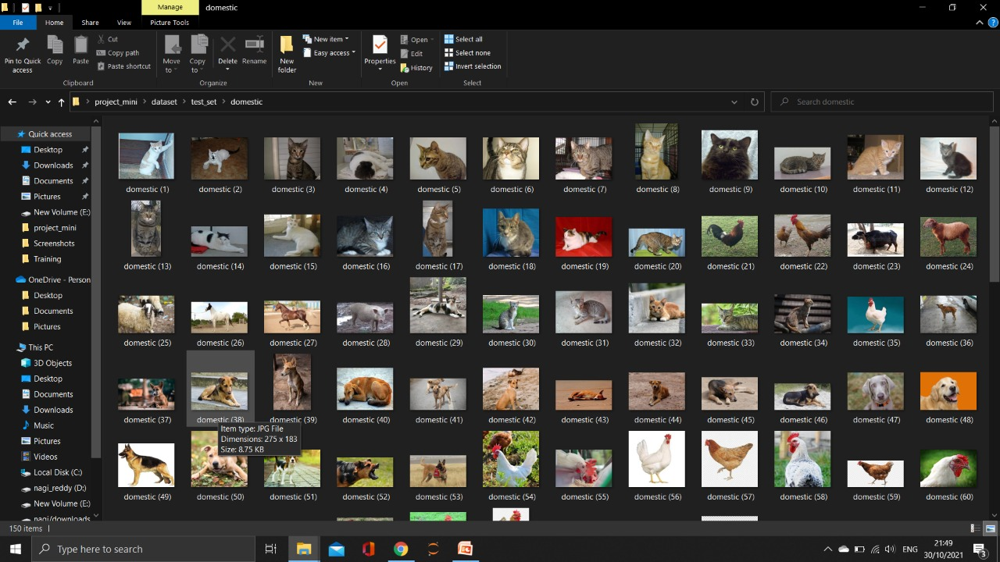 Manage
domestic
File
Home
Share
View
Picture Tools
Pin to Quick access
Copy
Paste
Cut
Copy path
Paste shortcut
Clipboard
Move to
Copy to
Delete
Rename
Organize
New folder
New item
Easy access
New
Properties
Open
Edit
History
Open
Select all
Select none
Invert selection
Select
project_mini > dataset > test_set > domestic
Search domestic
Quick access
Desktop
Downloads
Documents
Pictures
New Volume (E:)
project_mini
Screenshots
Training
OneDrive - Person
Desktop
Documents
Pictures
This PC
3D Objects
Desktop
Documents
Downloads
Music
Pictures
Videos
Local Disk (C:)
nagi_reddy (D:)
New Volume (E:)
nagi/downloads
domestic (1) domestic (2) domestic (3) domestic (4) domestic (5) domestic (6) domestic (7) domestic (8) domestic (9) domestic (10) domestic (11) domestic (12)
domestic (13) domestic (14) domestic (15) domestic (16) domestic (17) domestic (18) domestic (19) domestic (20) domestic (21) domestic (22) domestic (23) domestic (24)
domestic (25) domestic (26) domestic (27) domestic (28) domestic (29) domestic (30) domestic (31) domestic (32) domestic (33) domestic (34) domestic (35) domestic (36)
domestic (37) domestic (38) domestic (39) domestic (40) domestic (41) domestic (42) domestic (43) domestic (44) domestic (45) domestic (46) domestic (47) domestic (48)
Item type: JPG File
Dimensions: 275 x 183
Size: 8.75 KB
domestic (49) domestic (50) domestic (51) domestic (52) domestic (53) domestic (54) domestic (55) domestic (56) domestic (57) domestic (58) domestic (59) domestic (60)
150 items
Type here to search
ENG
21:49
30/10/2021
3